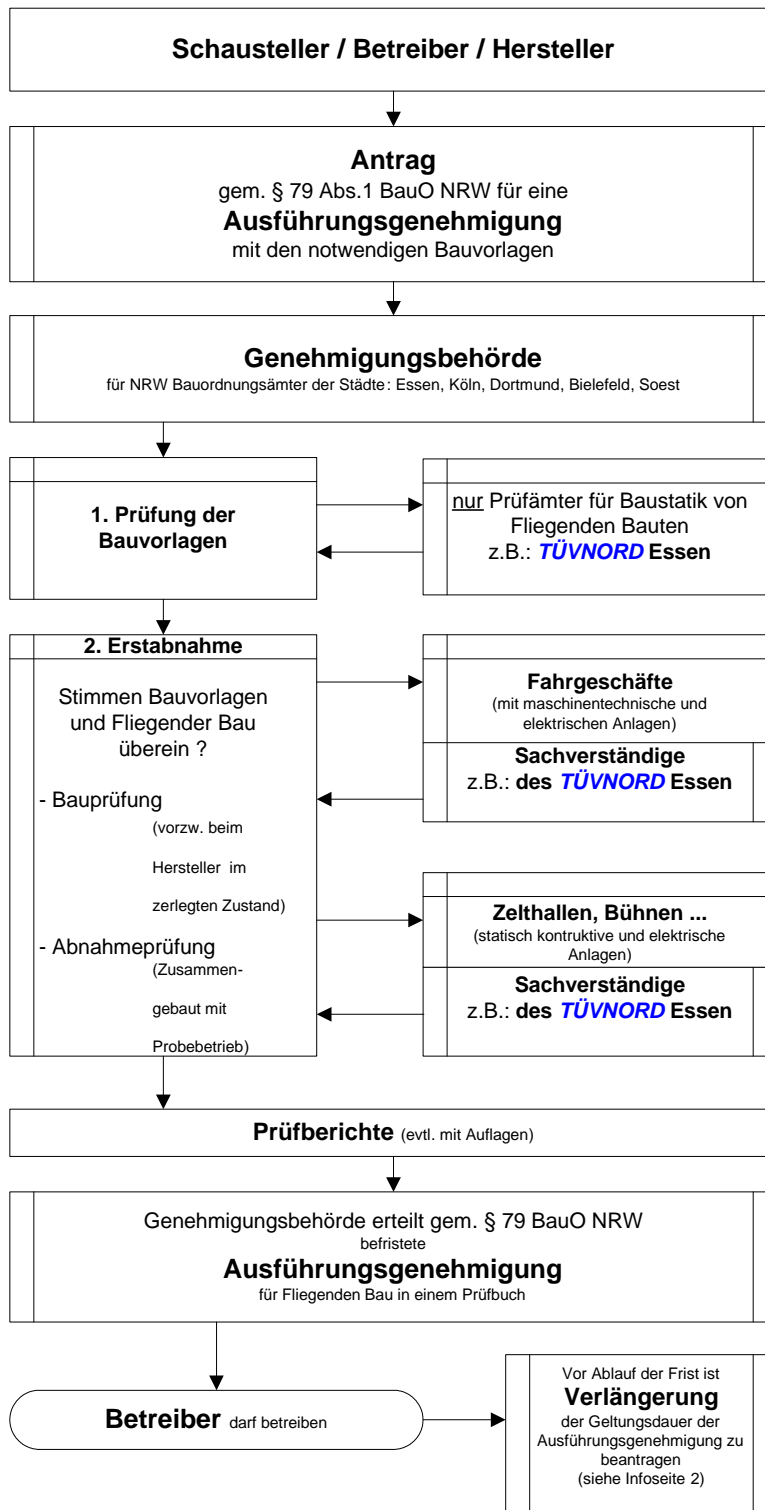 Schausteller / Betreiber / Hersteller
Antrag
gem. § 79 Abs.1 BauO NRW für eine
Ausführungsgenehmigung
mit den notwendigen Bauvorlagen
Genehmigungsbehörde
für NRW Bauordnungsämter der Städte: Essen, Köln, Dortmund, Bielefeld, Soest
1. Prüfung der
Bauvorlagen
nur Prüfämter für Baustatik von
Fliegenden Bauten
z.B.: TÜVNORD Essen
2. Erstabnahme
Stimmen Bauvorlagen
und Fliegender Bau
überein ?
- Bauprüfung
(vorzw. beim
Hersteller im
zerlegten Zustand)
- Abnahmeprüfung
(Zusammen-
gebaut mit
Probebetrieb)
Fahrgeschäfte
(mit maschinentechnische und
elektrischen Anlagen)
Sachverständige
z.B.: des TÜVNORD Essen
Zelthallen, Bühnen ...
(statisch kontruktive und elektrische
Anlagen)
Sachverständige
z.B.: des TÜVNORD Essen
Prüfberichte (evtl. mit Auflagen)
Genehmigungsbehörde erteilt gem. § 79 BauO NRW
befristete
Ausführungsgenehmigung
für Fliegenden Bau in einem Prüfbuch
Betreiber darf betreiben
Vor Ablauf der Frist ist
Verlängerung
der Geltungsdauer der
Ausführungsgenehmigung zu
beantragen
(siehe Infoseite 2)